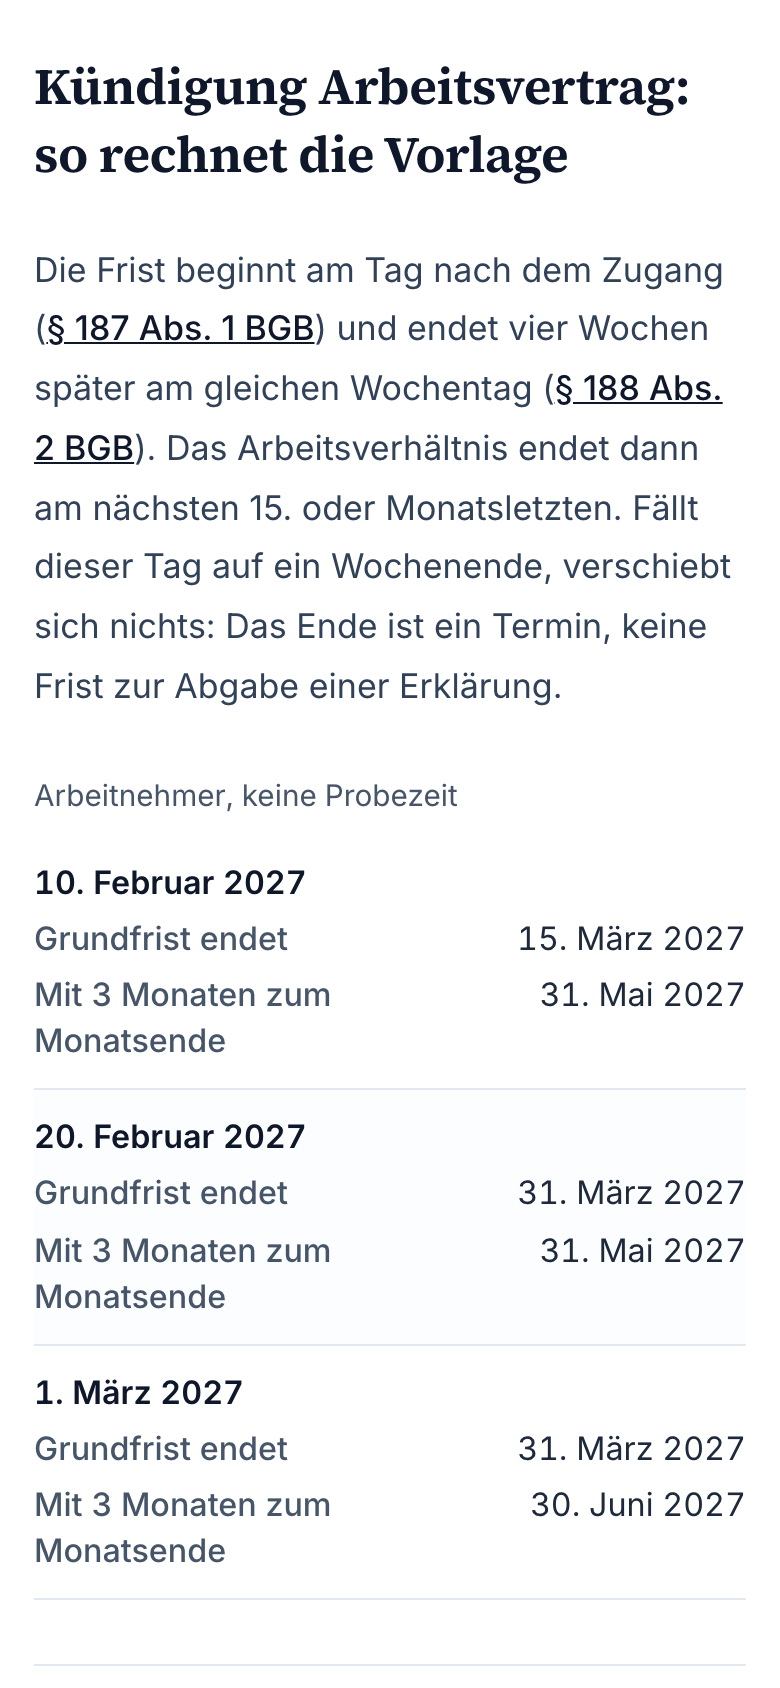 Kündigung Arbeitsvertrag:
so rechnet die Vorlage
Die Frist beginnt am Tag nach dem Zugang
(§ 187 Abs. 1 BGB) und endet vier Wochen
später am gleichen Wochentag (§ 188 Abs.
2 BGB). Das Arbeitsverhältnis endet dann
am nächsten 15. oder Monatsletzten. Fällt
dieser Tag auf ein Wochenende, verschiebt
sich nichts: Das Ende ist ein Termin, keine
Frist zur Abgabe einer Erklärung.
Arbeitnehmer, keine Probezeit
10. Februar 2027
Grundfrist endet 15. März 2027
Mit 3 Monaten zum 31. Mai 2027
Monatsende
20. Februar 2027
Grundfrist endet 31. März 2027
Mit 3 Monaten zum 31. Mai 2027
Monatsende
1. März 2027
Grundfrist endet 31. März 2027
Mit 3 Monaten zum 30. Juni 2027
Monatsende